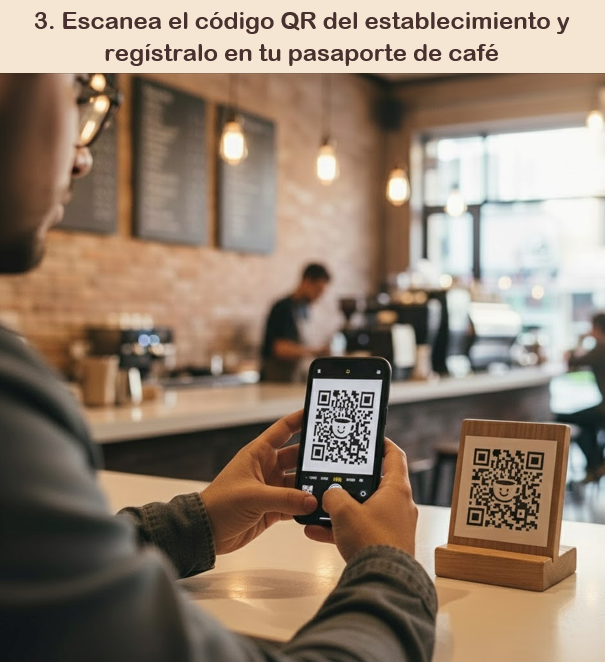 3. Escanea el código QR del establecimiento y
regístralo en tu pasaporte de café